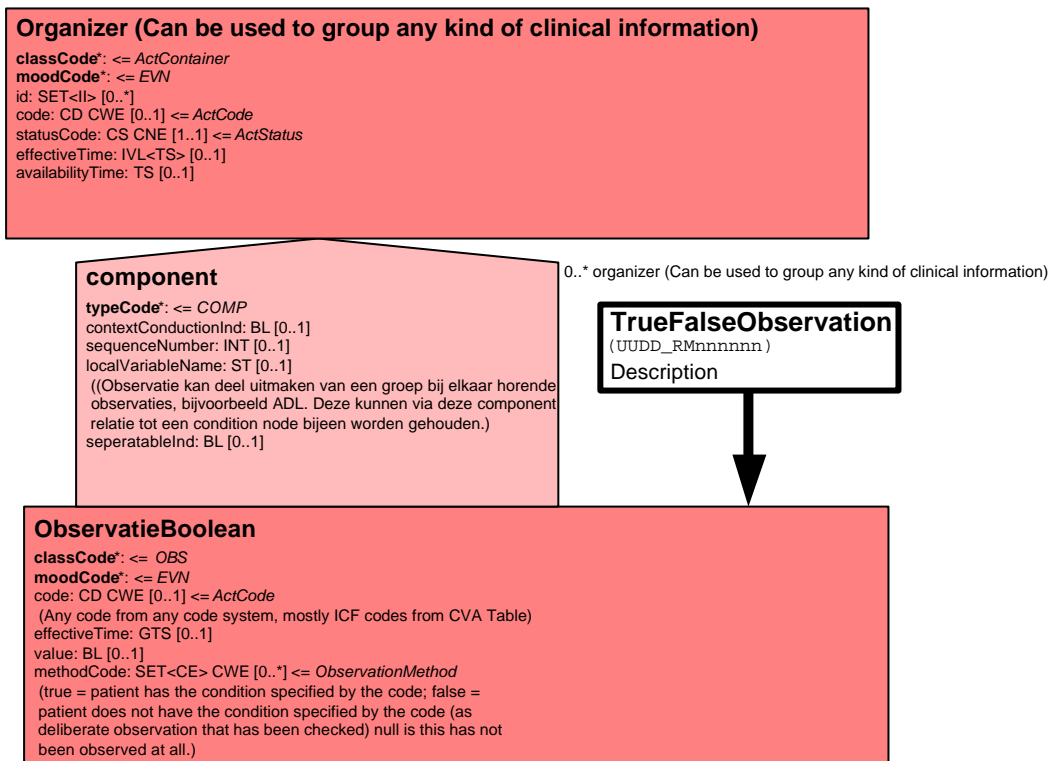 Organizer (Can be used to group any kind of clinical information)
classCode*: <= ActContainer
moodCode*: <= EVN
id: SET<II> [0..*]
code: CD CWE [0..1] <= ActCode
statusCode: CS CNE [1..1] <= ActStatus
effectiveTime: IVL<TS> [0..1]
availabilityTime: TS [0..1]
component
typeCode*: <= COMP
contextConductionInd: BL [0..1]
sequenceNumber: INT [0..1]
localVariableName: ST [0..1]
((Observatie kan deel uitmaken van een groep bij elkaar horende
observaties, bijvoorbeeld ADL. Deze kunnen via deze component
relatie tot een condition node bijeen worden gehouden.)
seperatableInd: BL [0..1]
0..* organizer (Can be used to group any kind of clinical information)
TrueFalseObservation
(UUDD_RMnnnnnn)
Description
ObservatieBoolean
classCode*: <= OBS
moodCode*: <= EVN
code: CD CWE [0..1] <= ActCode
(Any code from any code system, mostly ICF codes from CVA Table)
effectiveTime: GTS [0..1]
value: BL [0..1]
methodCode: SET<CE> CWE [0..*] <= ObservationMethod
(true = patient has the condition specified by the code; false =
patient does not have the condition specified by the code (as
deliberate observation that has been checked) null is this has not
been observed at all.)